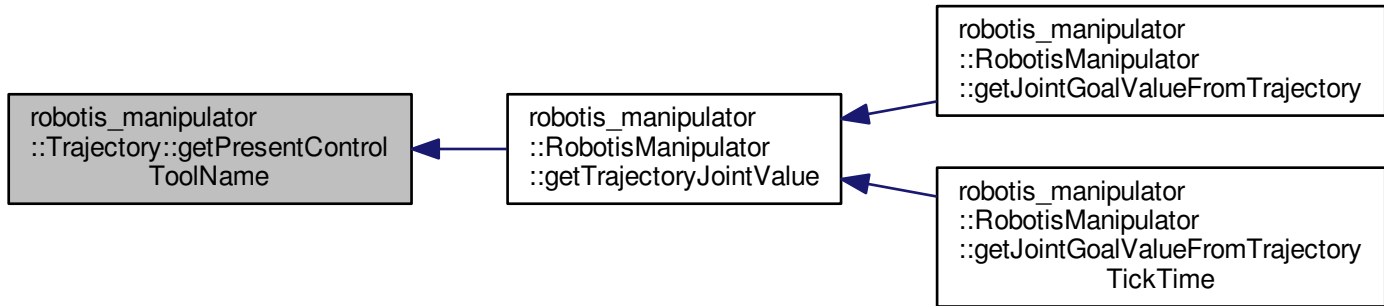 robotis_manipulator
::Trajectory::getPresentControl
ToolName
robotis_manipulator
::RobotisManipulator
::getTrajectoryJointValue
robotis_manipulator
::RobotisManipulator
::getJointGoalValueFromTrajectory
robotis_manipulator
::RobotisManipulator
::getJointGoalValueFromTrajectory
TickTime